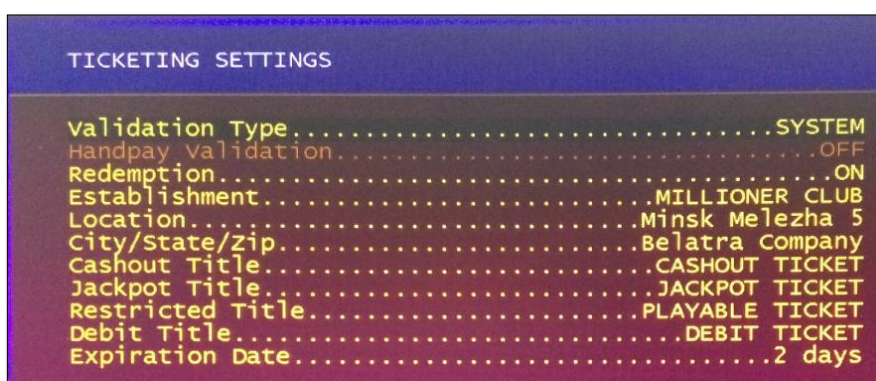 TICKETING SETTINGS
Validation Type................................SYSTEM
Handpay Validation................................OFF
Redemption.........................................ON
Establishment..........................MILLIONER CLUB
Location..............................Minsk Melezha 5
City/State/Zip........................Belatra Company
Cashout Title..........................CASHOUT TICKET
Jackpot Title..........................JACKPOT TICKET
Restricted Title......................PLAYABLE TICKET
Debit Title..............................DEBIT TICKET
Expiration Date................................2 days